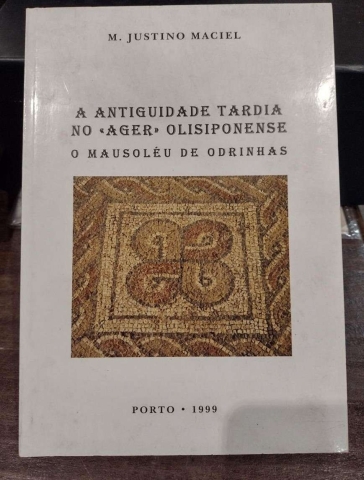 M. JUSTINO MACIEL
A ANTIGUIDADE TARDIA
NO «AGER» OLISIPONENSE
O MAUSOLÉU DE ODRINHAS
PORTO • 1999